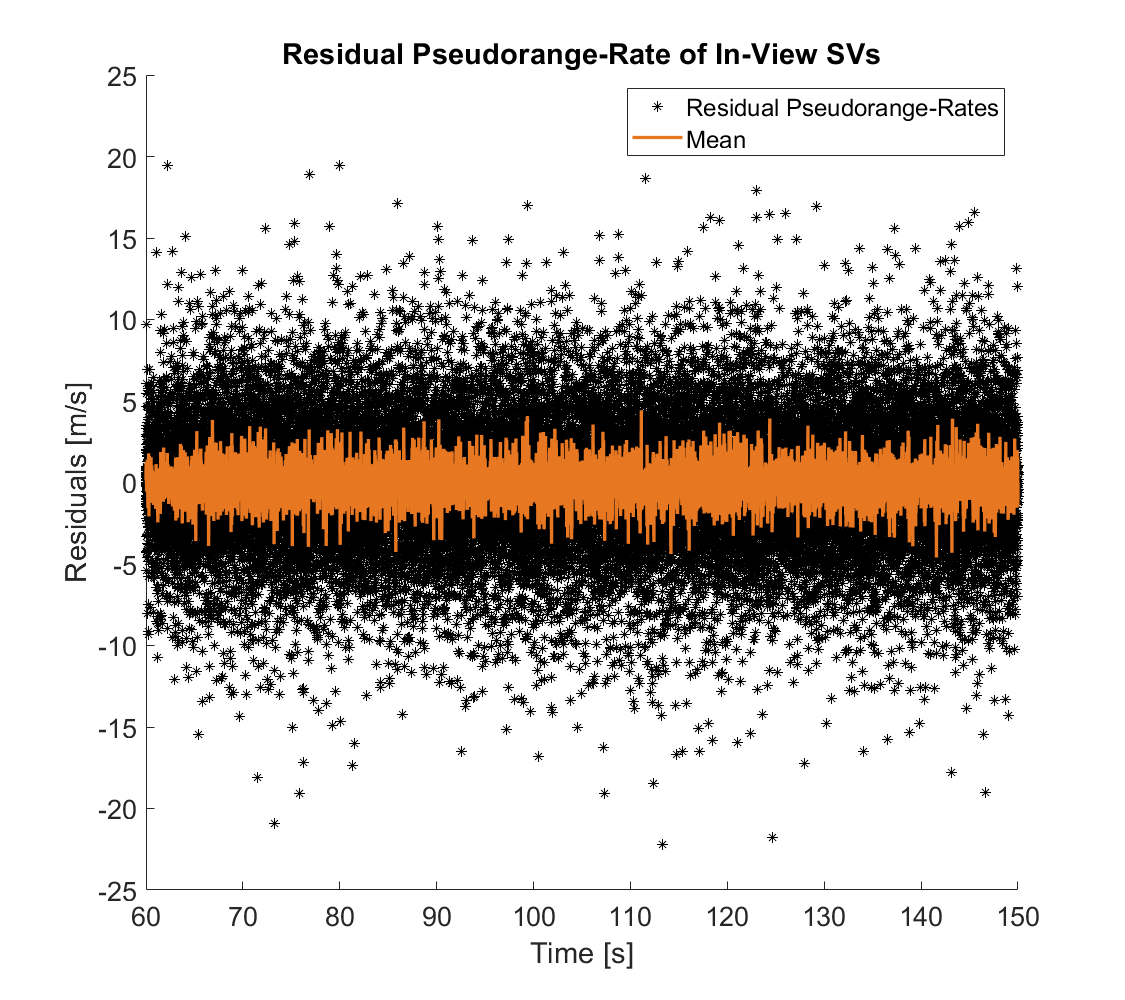 Residual Pseudorange-Rate of In-View SVs
Residual Pseudorange-Rates
Mean
25
20
15
10
5
0
-5
-10
-15
-20
-25
Residuals [m/s]
60 70 80 90 100 110 120 130 140 150
Time [s]